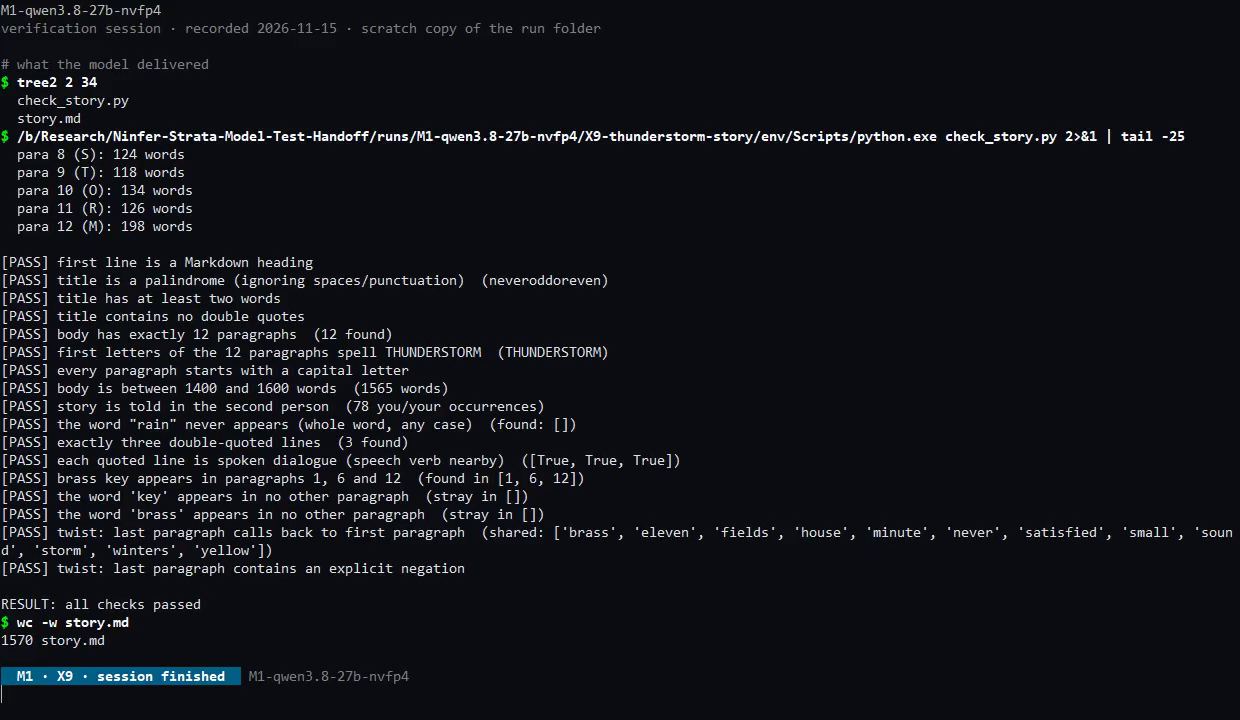 M1-qwen3.8-27b-nvfp4
verification session · recorded 2026-11-15 · scratch copy of the run folder
# what the model delivered
$ tree2 2 34
check_story.py
story.md
$ /b/Research/Ninfer-Strata-Model-Test-Handoff/runs/M1-qwen3.8-27b-nvfp4/X9-thunderstorm-story/env/Scripts/python.exe check_story.py 2>&1 | tail -25
para 8 (S): 124 words
para 9 (T): 118 words
para 10 (O): 134 words
para 11 (R): 126 words
para 12 (M): 198 words
[PASS] first line is a Markdown heading
[PASS] title is a palindrome (ignoring spaces/punctuation)  (neveroddoreven)
[PASS] title has at least two words
[PASS] title contains no double quotes
[PASS] body has exactly 12 paragraphs  (12 found)
[PASS] first letters of the 12 paragraphs spell THUNDERSTORM  (THUNDERSTORM)
[PASS] every paragraph starts with a capital letter
[PASS] body is between 1400 and 1600 words  (1565 words)
[PASS] story is told in the second person  (78 you/your occurrences)
[PASS] the word "rain" never appears (whole word, any case)  (found: [])
[PASS] exactly three double-quoted lines  (3 found)
[PASS] each quoted line is spoken dialogue (speech verb nearby)  ([True, True, True])
[PASS] brass key appears in paragraphs 1, 6 and 12  (found in [1, 6, 12])
[PASS] the word 'key' appears in no other paragraph  (stray in [])
[PASS] the word 'brass' appears in no other paragraph  (stray in [])
[PASS] twist: last paragraph calls back to first paragraph  (shared: ['brass', 'eleven', 'fields', 'house', 'minute', 'never', 'satisfied', 'small', 'soun
d', 'storm', 'winters', 'yellow'])
[PASS] twist: last paragraph contains an explicit negation
RESULT: all checks passed
$ wc -w story.md
1570 story.md
M1 · X9 · session finished M1-qwen3.8-27b-nvfp4